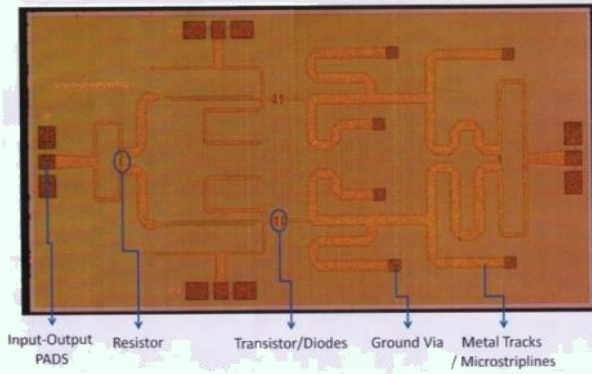 Input-Output
PADS
Resistor
Transistor/Diodes
Ground Via
Metal Tracks
/ Microstriplines